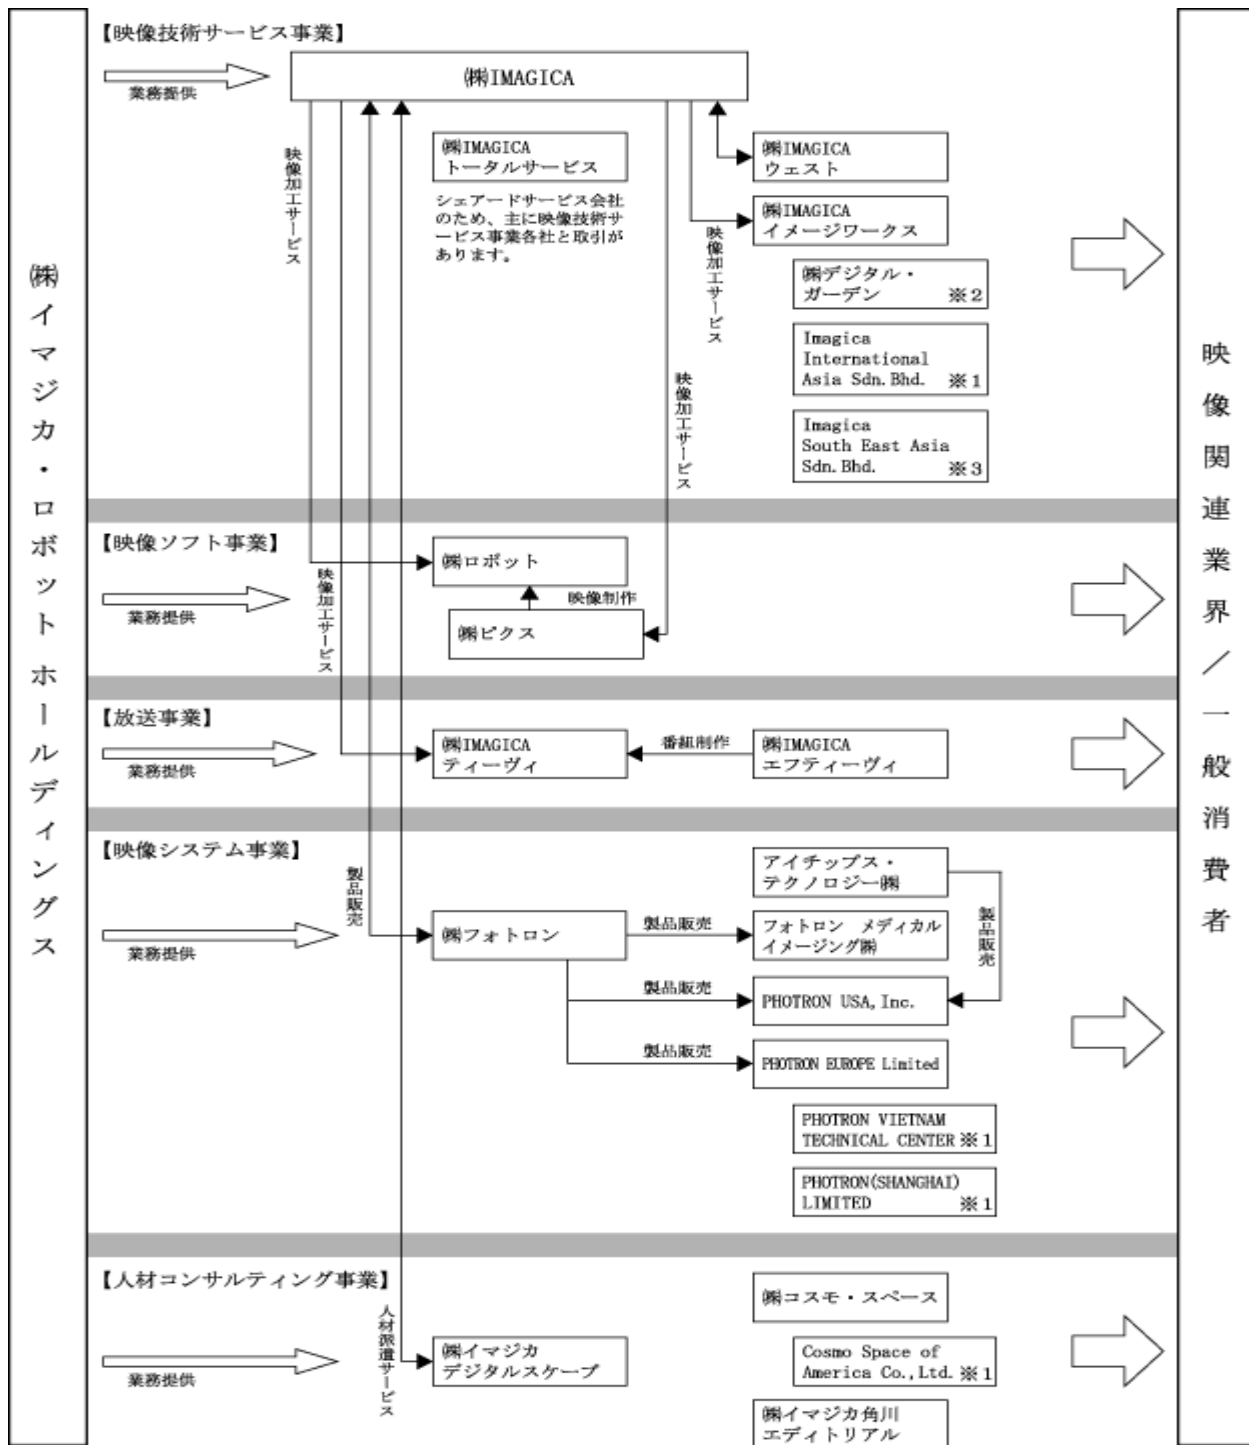 ㈱イマジカ・ロボット ホールディングス
【映像技術サービス事業】
業務提供
㈱IMAGICA
映像加工サービス
㈱IMAGICA
トータルサービス
シェアードサービス会社
のため、主に映像技術サ
ービス事業各社と取引が
あります。
㈱IMAGICA
ウェスト
㈱IMAGICA
イメージワークス
映像加工サービス
㈱デジタル・
ガーデン ※2
Imagica
International
Asia Sdn.Bhd. ※1
映像加工サービス
Imagica
South East Asia
Sdn.Bhd. ※3
【映像ソフト事業】
業務提供
映像加工サービス
㈱ロボット
映像制作
㈱ピクス
【放送事業】
業務提供
㈱IMAGICA
ティーヴィ
番組制作
㈱IMAGICA
エフティーヴィ
【映像システム事業】
業務提供
製品販売
㈱フォトロン
アイチップス・
テクノロジー㈱
製品販売
製品販売
フォトロン メディカル
イメージング㈱
製品販売
PHOTRON USA,Inc.
製品販売
PHOTRON EUROPE Limited
PHOTRON VIETNAM
TECHNICAL CENTER ※1
PHOTRON(SHANGHAI)
LIMITED ※1
【人材コンサルティング事業】
業務提供
人材派遣サービス
㈱イマジカ
デジタルスケープ
㈱コスモ・スペース
Cosmo Space of
America Co.,Ltd. ※1
㈱イマジカ角川
エディトリアル
映像関連業界/一般消費者